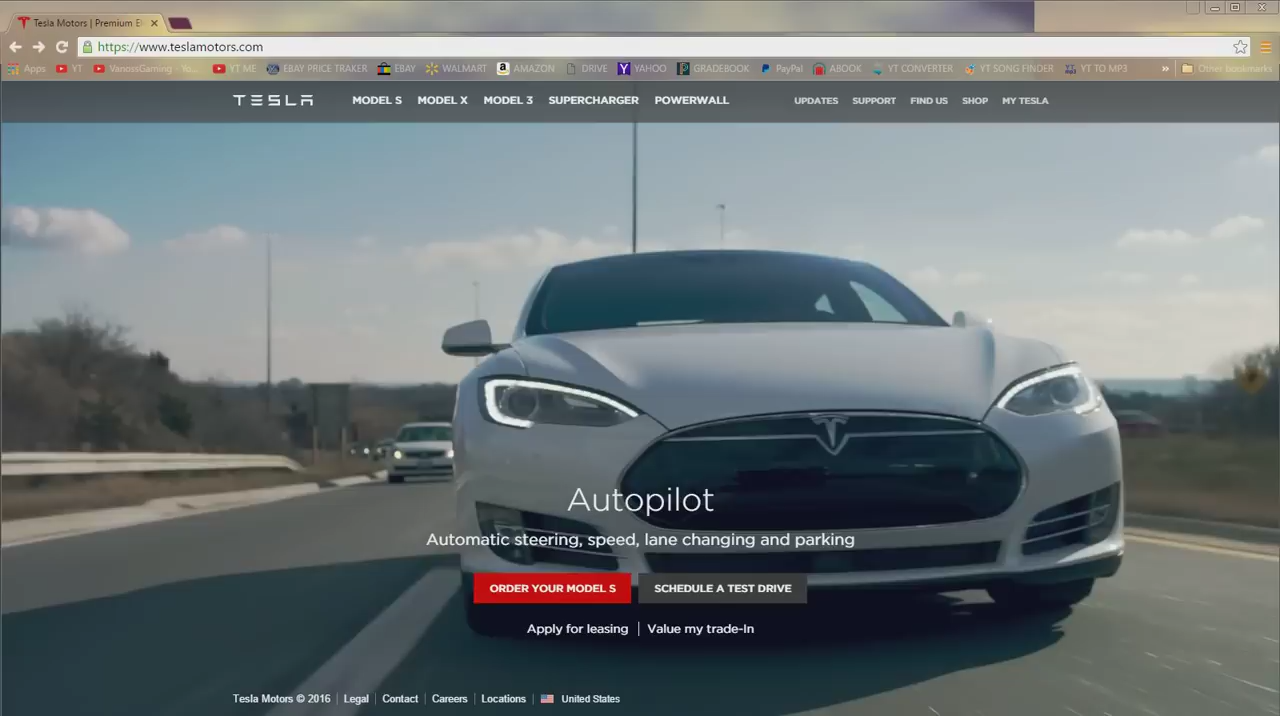 Tesla Motors | Premium El
https://www.teslamotors.com
Apps YT VanossGaming - Yo... YT ME EBAY PRICE TRAKER EBAY WALMART AMAZON DRIVE YAHOO GRADEBOOK PayPal ABOOK YT CONVERTER YT SONG FINDER YT TO MP3 » Other bookmarks
TESLA MODEL S MODEL X MODEL 3 SUPERCHARGER POWERWALL UPDATES SUPPORT FIND US SHOP MY TESLA
Autopilot
Automatic steering, speed, lane changing and parking
ORDER YOUR MODEL S SCHEDULE A TEST DRIVE
Apply for leasing | Value my trade-In
Tesla Motors © 2016 | Legal | Contact | Careers | Locations | United States